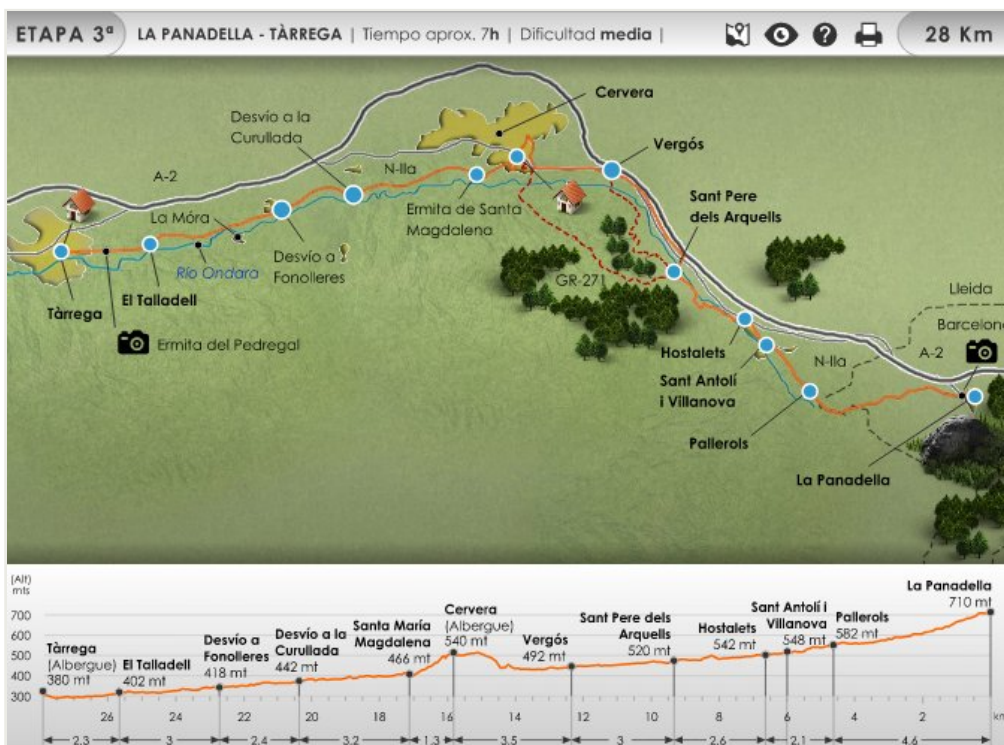 ETAPA 3ª LA PANADELLA - TÀRREGA | Tiempo aprox. 7h | Dificultad media | 28 Km
Cervera
Desvío a la
Curullada
Vergós
A-2
N-IIa
Sant Pere
dels Arquells
La Móra
Ermita de Santa
Magdalena
Desvío a
Fonolleres
Río Ondara
GR-271
Tàrrega
El Talladell
Lleida
Barcelona
Ermita del Pedregal
Hostalets
N-IIa
A-2
Sant Antolí
i Villanova
Pallerols
La Panadella
(Alt)
mts
700
600
500
400
300
Tàrrega
(Albergue)
380 mt
El Talladell
402 mt
Desvío a
Fonolleres
418 mt
Desvío a la
Curullada
442 mt
Santa María
Magdalena
466 mt
Cervera
(Albergue)
540 mt
Vergós
492 mt
Sant Pere dels
Arquells
520 mt
Hostalets
542 mt
Sant Antolí i
Villanova
548 mt
Pallerols
582 mt
La Panadella
710 mt
26 24 22 20 18 16 14 12 10 8 6 4 2 km
2.3 3 2.4 3.2 1.3 3.5 3 2.6 2.1 4.6